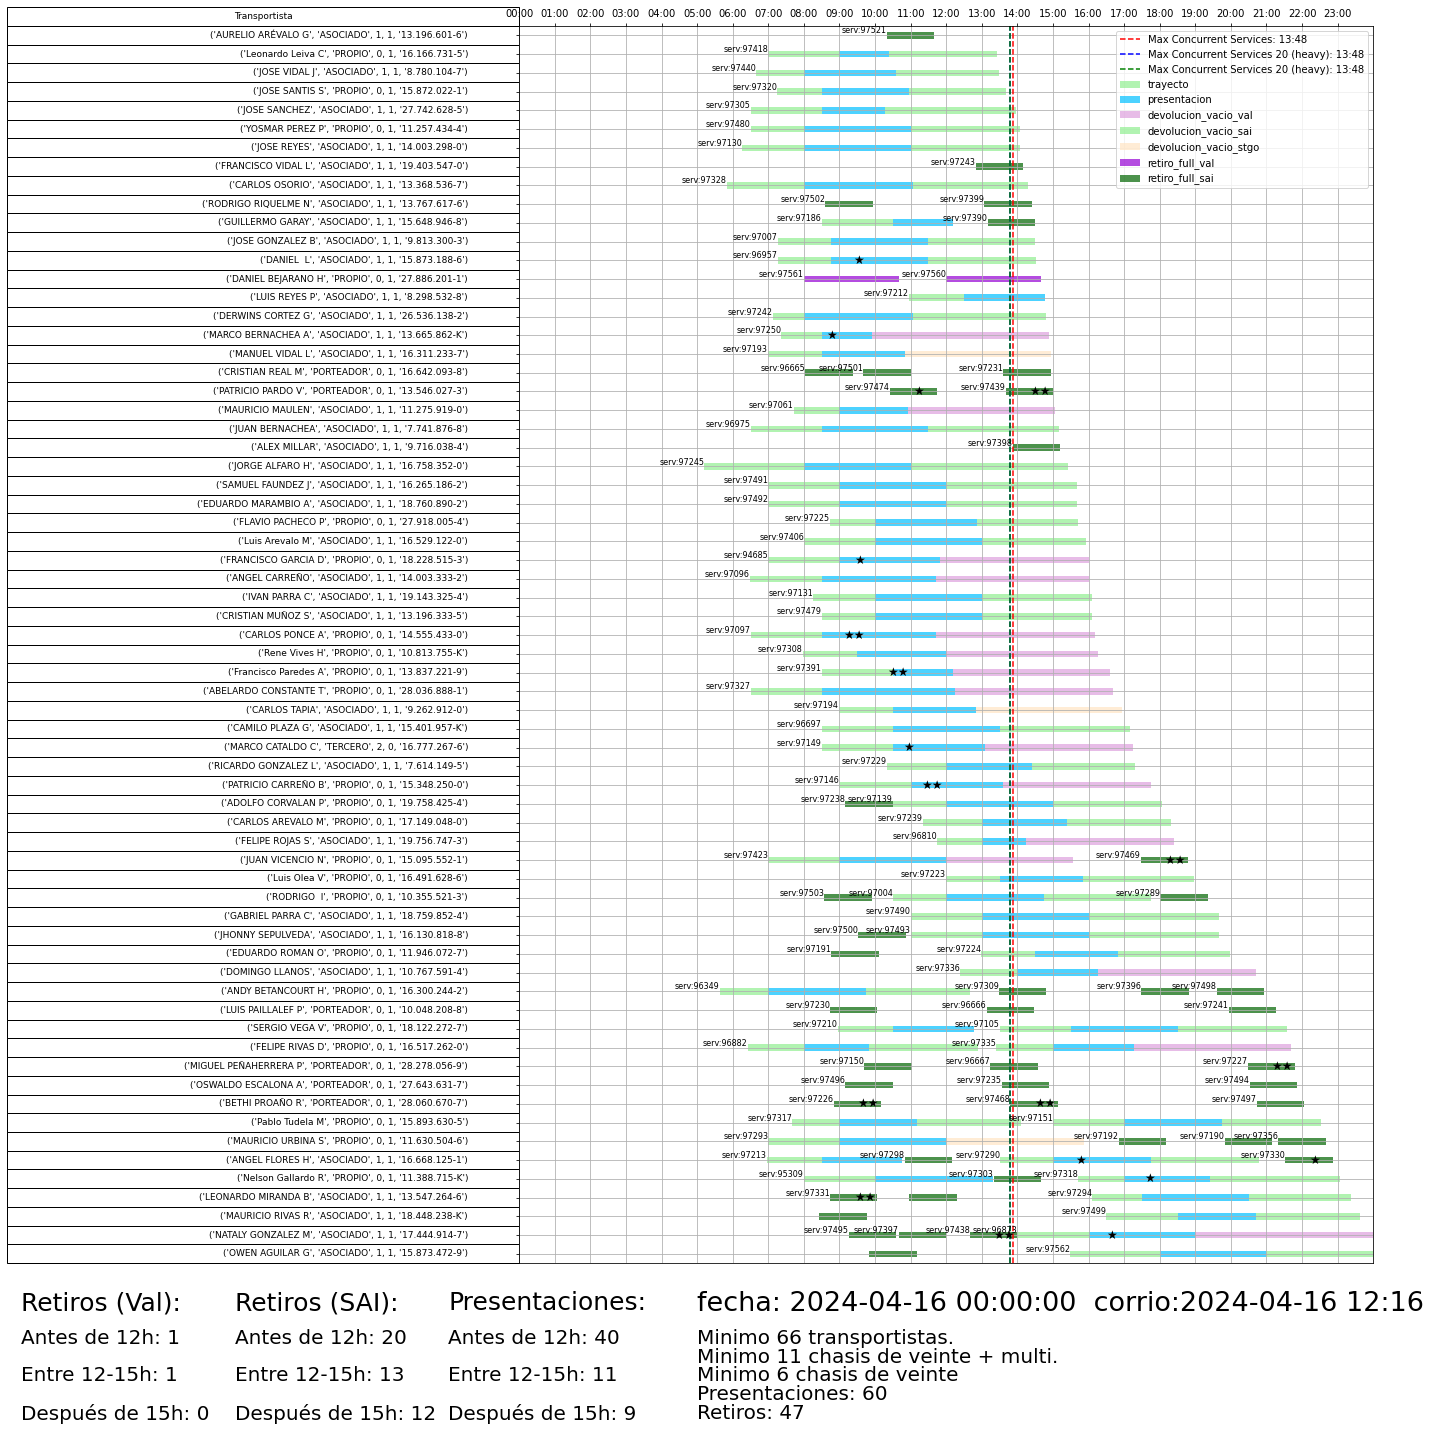 Transportista
00:00 01:00 02:00 03:00 04:00 05:00 06:00 07:00 08:00 09:00 10:00 11:00 12:00 13:00 14:00 15:00 16:00 17:00 18:00 19:00 20:00 21:00 22:00 23:00
Max Concurrent Services: 13:48
Max Concurrent Services 20 (heavy): 13:48
Max Concurrent Services 20 (heavy): 13:48
trayecto
presentacion
devolucion_vacio_val
devolucion_vacio_sai
devolucion_vacio_stgo
retiro_full_val
retiro_full_sai
('AURELIO ARÉVALO G', 'ASOCIADO', 1, 1, '13.196.601-6') serv:97521
('Leonardo Leiva C', 'PROPIO', 0, 1, '16.166.731-5') serv:97418
('JOSE VIDAL J', 'ASOCIADO', 1, 1, '8.780.104-7') serv:97440
('JOSE SANTIS S', 'PROPIO', 0, 1, '15.872.022-1') serv:97320
('JOSE SANCHEZ', 'ASOCIADO', 1, 1, '27.742.628-5') serv:97305
('YOSMAR PEREZ P', 'PROPIO', 0, 1, '11.257.434-4') serv:97480
('JOSE REYES', 'ASOCIADO', 1, 1, '14.003.298-0') serv:97130
('FRANCISCO VIDAL L', 'ASOCIADO', 1, 1, '19.403.547-0') serv:97243
('CARLOS OSORIO', 'ASOCIADO', 1, 1, '13.368.536-7') serv:97328
('RODRIGO RIQUELME N', 'ASOCIADO', 1, 1, '13.767.617-6') serv:97502 serv:97399
('GUILLERMO GARAY', 'ASOCIADO', 1, 1, '15.648.946-8') serv:97186 serv:97390
('JOSE GONZALEZ B', 'ASOCIADO', 1, 1, '9.813.300-3') serv:97007
('DANIEL  L', 'ASOCIADO', 1, 1, '15.873.188-6') serv:96957
('DANIEL BEJARANO H', 'PROPIO', 0, 1, '27.886.201-1') serv:97561 serv:97560
('LUIS REYES P', 'ASOCIADO', 1, 1, '8.298.532-8') serv:97212
('DERWINS CORTEZ G', 'ASOCIADO', 1, 1, '26.536.138-2') serv:97242
('MARCO BERNACHEA A', 'ASOCIADO', 1, 1, '13.665.862-K') serv:97250
('MANUEL VIDAL L', 'ASOCIADO', 1, 1, '16.311.233-7') serv:97193
('CRISTIAN REAL M', 'PORTEADOR', 0, 1, '16.642.093-8') serv:96665 serv:97501 serv:97231
('PATRICIO PARDO V', 'PORTEADOR', 0, 1, '13.546.027-3') serv:97474 serv:97439
('MAURICIO MAULEN', 'ASOCIADO', 1, 1, '11.275.919-0') serv:97061
('JUAN BERNACHEA', 'ASOCIADO', 1, 1, '7.741.876-8') serv:96975
('ALEX MILLAR', 'ASOCIADO', 1, 1, '9.716.038-4') serv:97398
('JORGE ALFARO H', 'ASOCIADO', 1, 1, '16.758.352-0') serv:97245
('SAMUEL FAUNDEZ J', 'ASOCIADO', 1, 1, '16.265.186-2') serv:97491
('EDUARDO MARAMBIO A', 'ASOCIADO', 1, 1, '18.760.890-2') serv:97492
('FLAVIO PACHECO P', 'PROPIO', 0, 1, '27.918.005-4') serv:97225
('Luis Arevalo M', 'PROPIO', 0, 1, '16.529.122-0') serv:97406
('FRANCISCO GARCIA D', 'PROPIO', 0, 1, '18.228.515-3') serv:94685
('ANGEL CARREÑO', 'ASOCIADO', 1, 1, '14.003.333-2') serv:97096
('IVAN PARRA C', 'ASOCIADO', 1, 1, '19.143.325-4') serv:97131
('CRISTIAN MUÑOZ S', 'ASOCIADO', 1, 1, '13.196.333-5') serv:97479
('CARLOS PONCE A', 'PROPIO', 0, 1, '14.555.433-0') serv:97097
('Rene Vives H', 'PROPIO', 0, 1, '10.813.755-K') serv:97308
('Francisco Paredes A', 'PROPIO', 0, 1, '13.837.221-9') serv:97391
('ABELARDO CONSTANTE T', 'PROPIO', 0, 1, '28.036.888-1') serv:97327
('CARLOS TAPIA', 'ASOCIADO', 1, 1, '9.262.912-0') serv:97194
('CAMILO PLAZA G', 'ASOCIADO', 1, 1, '15.401.957-K') serv:96697
('MARCO CATALDO C', 'TERCERO', 2, 0, '16.777.267-6') serv:97149
('RICARDO GONZALEZ L', 'ASOCIADO', 1, 1, '7.614.149-5') serv:97229
('PATRICIO CARREÑO B', 'PROPIO', 0, 1, '15.348.250-0') serv:97146
('ADOLFO CORVALAN P', 'PROPIO', 0, 1, '19.758.425-4') serv:97238 serv:97139
('CARLOS AREVALO M', 'PROPIO', 0, 1, '17.149.048-0') serv:97239
('FELIPE ROJAS S', 'ASOCIADO', 1, 1, '19.756.747-3') serv:96810
('JUAN VICENCIO N', 'PROPIO', 0, 1, '15.095.552-1') serv:97423 serv:97469
('Luis Olea V', 'PROPIO', 0, 1, '16.491.628-6') serv:97223
('RODRIGO  I', 'PROPIO', 0, 1, '10.355.521-3') serv:97503 serv:97004 serv:97289
('GABRIEL PARRA C', 'ASOCIADO', 1, 1, '18.759.852-4') serv:97490
('JHONNY SEPULVEDA', 'ASOCIADO', 1, 1, '16.130.818-8') serv:97500 serv:97493
('EDUARDO ROMAN O', 'PROPIO', 0, 1, '11.946.072-7') serv:97191 serv:97224
('DOMINGO LLANOS', 'ASOCIADO', 1, 1, '10.767.591-4') serv:97336
('ANDY BETANCOURT H', 'PROPIO', 0, 1, '16.300.244-2') serv:96349 serv:97309 serv:97396 serv:97498
('LUIS PAILLALEF P', 'PORTEADOR', 0, 1, '10.048.208-8') serv:97230 serv:96666 serv:97241
('SERGIO VEGA V', 'PROPIO', 0, 1, '18.122.272-7') serv:97210 serv:97105
('FELIPE RIVAS D', 'PROPIO', 0, 1, '16.517.262-0') serv:96882 serv:97335
('MIGUEL PEÑAHERRERA P', 'PORTEADOR', 0, 1, '28.278.056-9') serv:97150 serv:96667 serv:97227
('OSWALDO ESCALONA A', 'PORTEADOR', 0, 1, '27.643.631-7') serv:97496 serv:97235 serv:97494
('BETHI PROAÑO R', 'PORTEADOR', 0, 1, '28.060.670-7') serv:97226 serv:97468 serv:97497
('Pablo Tudela M', 'PROPIO', 0, 1, '15.893.630-5') serv:97317 serv:97151
('MAURICIO URBINA S', 'PROPIO', 0, 1, '11.630.504-6') serv:97293 serv:97192 serv:97190 serv:97356
('ANGEL FLORES H', 'ASOCIADO', 1, 1, '16.668.125-1') serv:97213 serv:97298 serv:97290 serv:97330
('Nelson Gallardo R', 'PROPIO', 0, 1, '11.388.715-K') serv:95309 serv:97303 serv:97318
('LEONARDO MIRANDA B', 'ASOCIADO', 1, 1, '13.547.264-6') serv:97331 serv:97294
('MAURICIO RIVAS R', 'ASOCIADO', 1, 1, '18.448.238-K') serv:97499
('NATALY GONZALEZ M', 'ASOCIADO', 1, 1, '17.444.914-7') serv:97495 serv:97397 serv:97438
('OWEN AGUILAR G', 'ASOCIADO', 1, 1, '15.873.472-9') serv:97562
Retiros (Val): Retiros (SAI): Presentaciones: fecha: 2024-04-16 00:00:00  corrio:2024-04-16 12:16
Antes de 12h: 1 Antes de 12h: 20 Antes de 12h: 40 Minimo 66 transportistas.
Minimo 11 chasis de veinte + multi.
Entre 12-15h: 1 Entre 12-15h: 13 Entre 12-15h: 11 Minimo 6 chasis de veinte
Presentaciones: 60
Después de 15h: 0 Después de 15h: 12 Después de 15h: 9 Retiros: 47